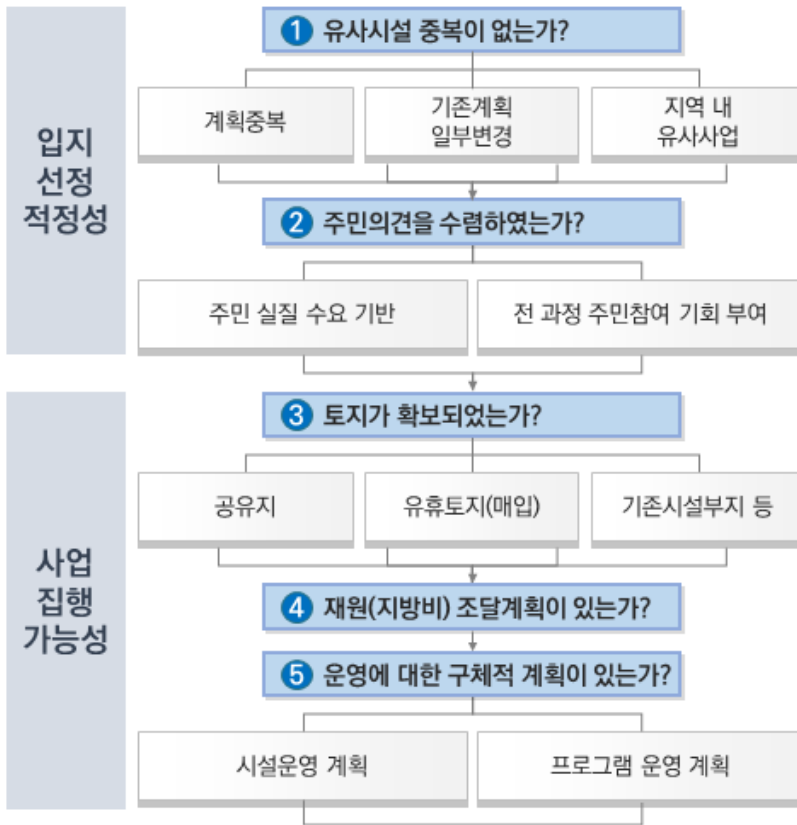 입지
선정
적정성
1 유사시설 중복이 없는가?
계획중복
기존계획
일부변경
지역 내
유사사업
2 주민의견을 수렴하였는가?
주민 실질 수요 기반
전 과정 주민참여 기회 부여
사업
집행
가능성
3 토지가 확보되었는가?
공유지
유휴토지(매입)
기존시설부지 등
4 재원(지방비) 조달계획이 있는가?
5 운영에 대한 구체적 계획이 있는가?
시설운영 계획
프로그램 운영 계획